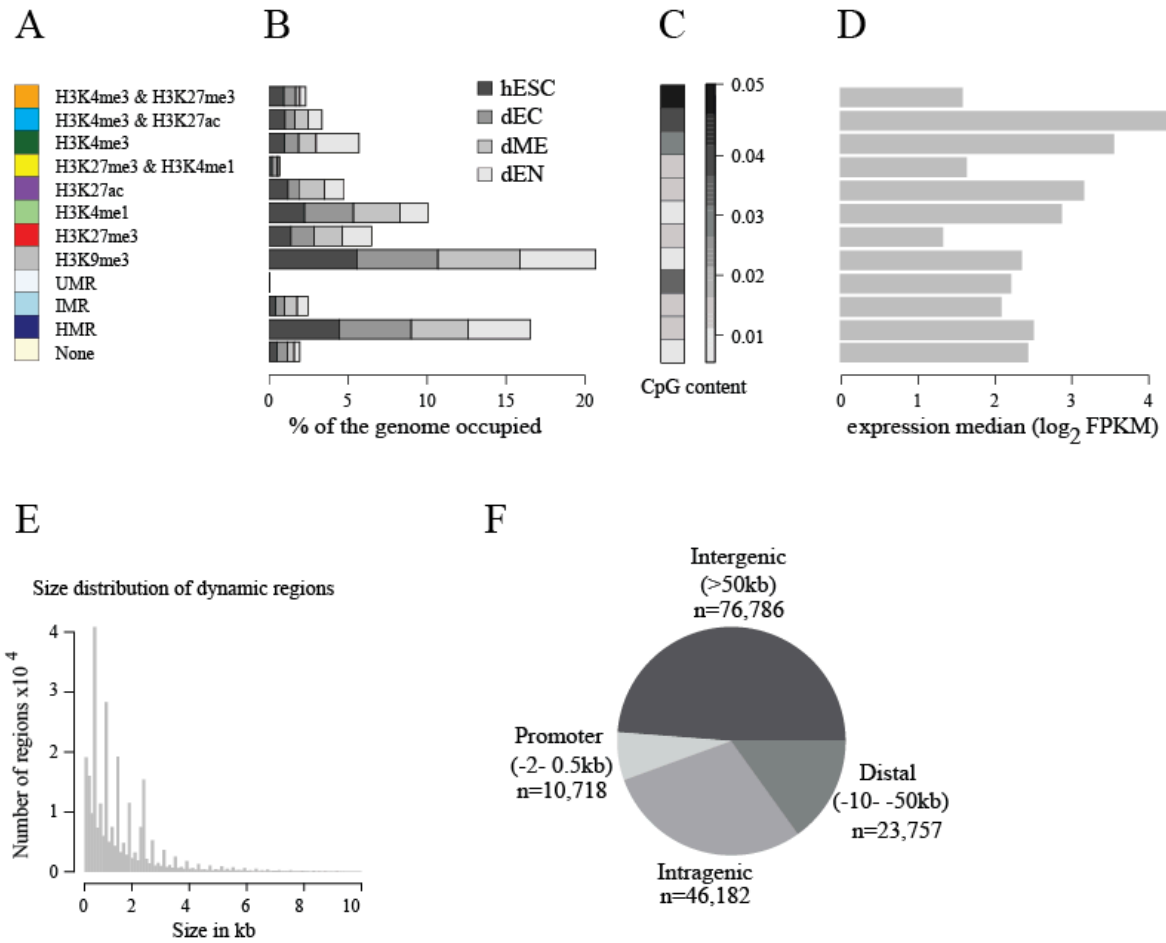 A
B
C
D
H3K4me3 & H3K27me3
H3K4me3 & H3K27ac
H3K4me3
H3K27me3 & H3K4me1
H3K27ac
H3K4me1
H3K27me3
H3K9me3
UMR
IMR
HMR
None
hESC
dEC
dME
dEN
0 5 10 15 20
% of the genome occupied
0.05
0.04
0.03
0.02
0.01
CpG content
0 1 2 3 4
expression median (log2 FPKM)
E
Size distribution of dynamic regions
Number of regions x10 4
4
3
2
1
0
0 2 4 6 8 10
Size in kb
F
Intergenic
(>50kb)
n=76,786
Promoter
(-2- 0.5kb)
n=10,718
Distal
(-10- -50kb)
n=23,757
Intragenic
n=46,182